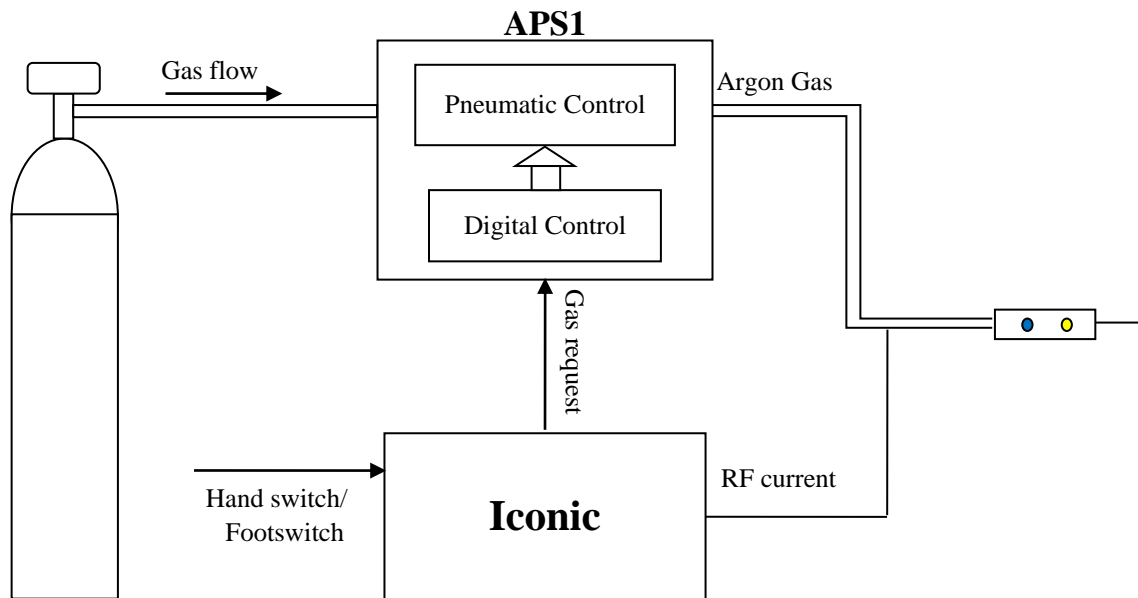 APS1
Gas flow
Pneumatic Control
Argon Gas
Digital Control
Gas request
Hand switch/
Footswitch
Iconic
RF current